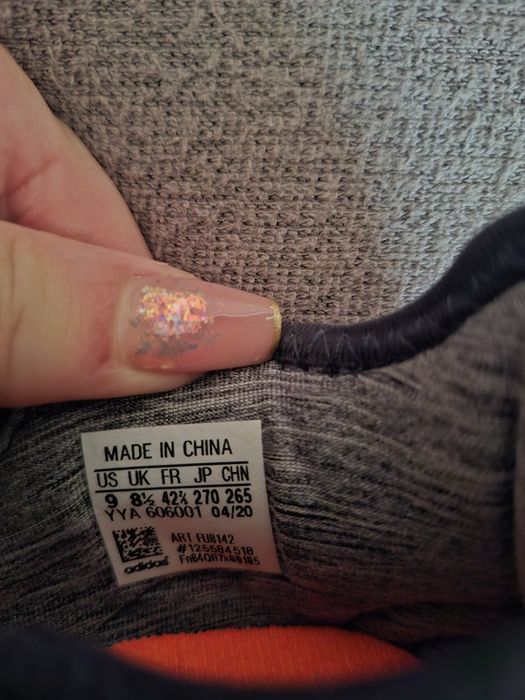 MADE IN CHINA
US UK FR JP CHN
9 8½ 42⅔ 270 265
YYA 606001 04/20
ART FU8142
#12558451B
adidas